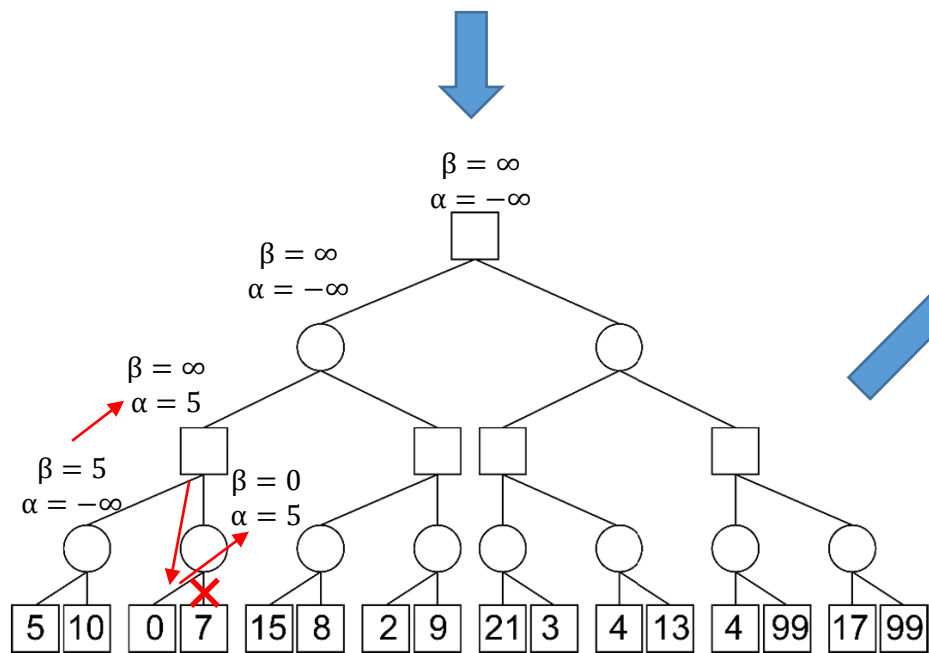 β = ∞
α = −∞
β = ∞
α = −∞
β = ∞
α = 5
β = 5
α = −∞
β = 0
α = 5
5 10 0 7 15 8 2 9 21 3 4 13 4 99 17 99